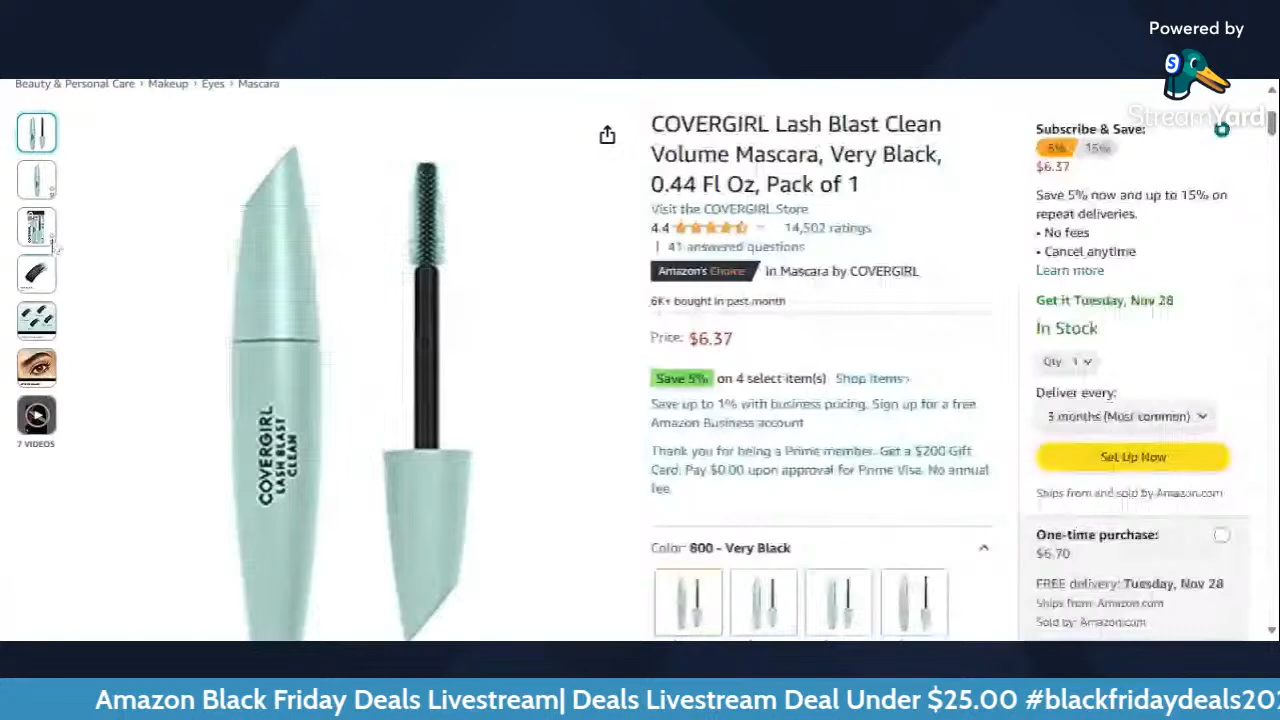 Powered by
StreamYard
Beauty & Personal Care › Makeup › Eyes › Mascara
7 VIDEOS
COVERGIRL
LASH BLAST
CLEAN
COVERGIRL Lash Blast Clean
Volume Mascara, Very Black,
0.44 Fl Oz, Pack of 1
Visit the COVERGIRL Store
4.4 14,502 ratings
| 41 answered questions
Amazon's Choice in Mascara by COVERGIRL
6K+ bought in past month
Price: $6.37
Save 5% on 4 select item(s) Shop items›
Save up to 1% with business pricing. Sign up for a free
Amazon Business account
Thank you for being a Prime member. Get a $200 Gift
Card: Pay $0.00 upon approval for Prime Visa. No annual
fee.
Color: 800 - Very Black
Subscribe & Save:
5% 15%
$6.37
Save 5% now and up to 15% on
repeat deliveries.
• No fees
• Cancel anytime
Learn more
Get it Tuesday, Nov 28
In Stock
Qty: 1
Deliver every:
3 months (Most common)
Set Up Now
Ships from and sold by Amazon.com
One-time purchase:
$6.70
FREE delivery: Tuesday, Nov 28
Ships from: Amazon.com
Sold by: Amazon.com
Amazon Black Friday Deals Livestream| Deals Livestream Deal Under $25.00 #blackfridaydeals202